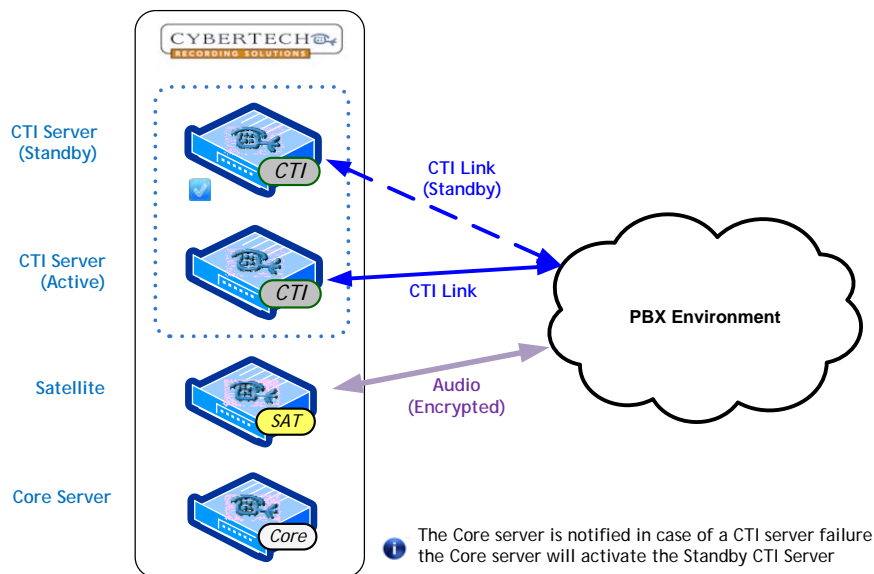 CYBERTECH
RECORDING SOLUTIONS
CTI Server
(Standby)
CTI
CTI Link
(Standby)
CTI Server
(Active)
CTI
CTI Link
PBX Environment
Satellite
SAT
Audio
(Encrypted)
Core Server
Core
The Core server is notified in case of a CTI server failure
the Core server will activate the Standby CTI Server